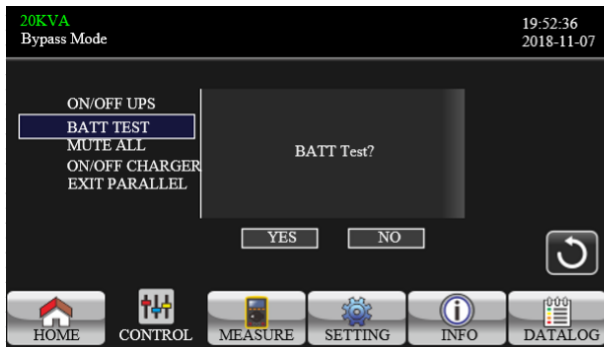 20KVA
Bypass Mode
19:52:36
2018-11-07
ON/OFF UPS
BATT TEST
MUTE ALL
ON/OFF CHARGER
EXIT PARALLEL
BATT Test?
YES
NO
HOME
CONTROL
MEASURE
SETTING
INFO
DATALOG